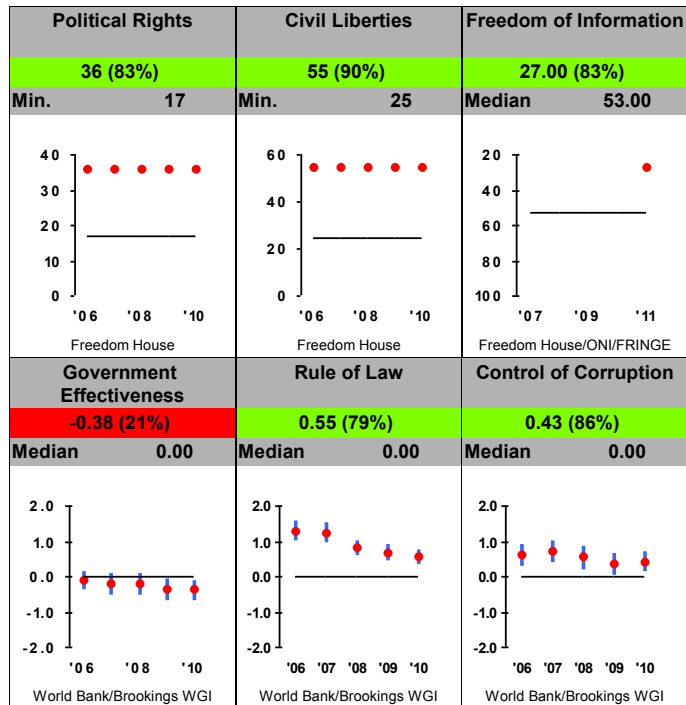 Political Rights
36 (83%)
Min. 17
40
30
20
10
0
'06 '08 '10
Freedom House
Civil Liberties
55 (90%)
Min. 25
60
40
20
0
'06 '08 '10
Freedom House
Freedom of Information
27.00 (83%)
Median 53.00
20
40
60
80
100
'07 '09 '11
Freedom House/ONI/FRINGE
Government
Effectiveness
-0.38 (21%)
Median 0.00
2.0
1.0
0.0
-1.0
-2.0
'06 '08 '10
World Bank/Brookings WGI
Rule of Law
0.55 (79%)
Median 0.00
2.0
1.0
0.0
-1.0
-2.0
'06 '07 '08 '09 '10
World Bank/Brookings WGI
Control of Corruption
0.43 (86%)
Median 0.00
2.0
1.0
0.0
-1.0
-2.0
'06 '07 '08 '09 '10
World Bank/Brookings WGI